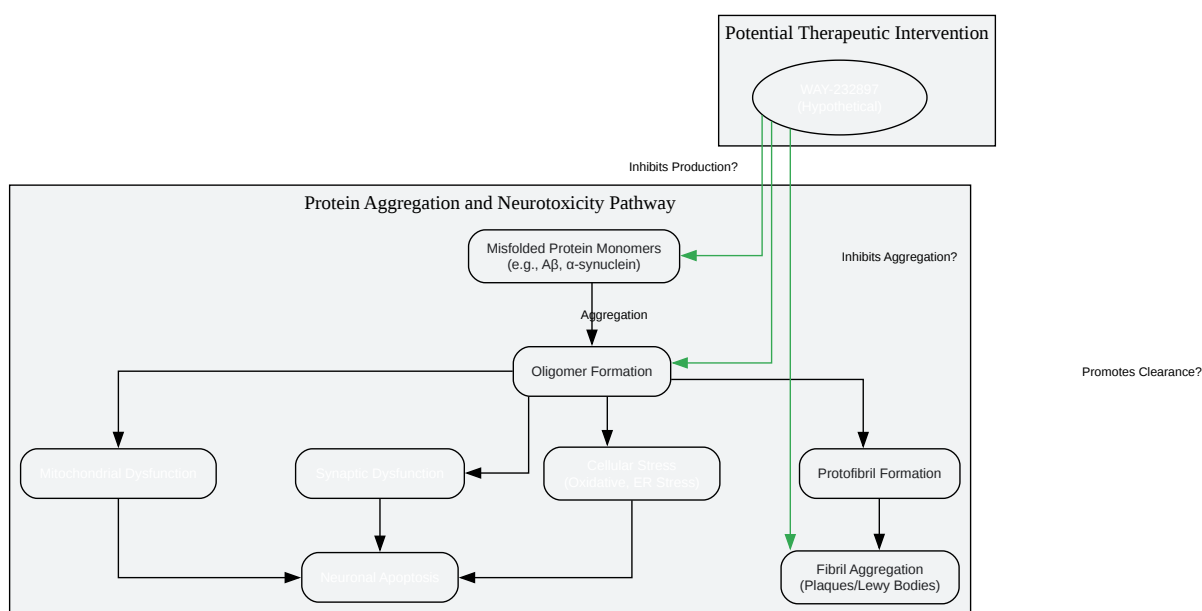 Potential Therapeutic Intervention
WAY-232897
(Hypothetical)
Inhibits Production?
Protein Aggregation and Neurotoxicity Pathway
Misfolded Protein Monomers
(e.g., Aβ, α-synuclein)
Inhibits Aggregation?
Aggregation
Oligomer Formation
Promotes Clearance?
Mitochondrial Dysfunction
Synaptic Dysfunction
Cellular Stress
(Oxidative, ER Stress)
Protofibril Formation
Neuronal Apoptosis
Fibril Aggregation
(Plaques/Lewy Bodies)